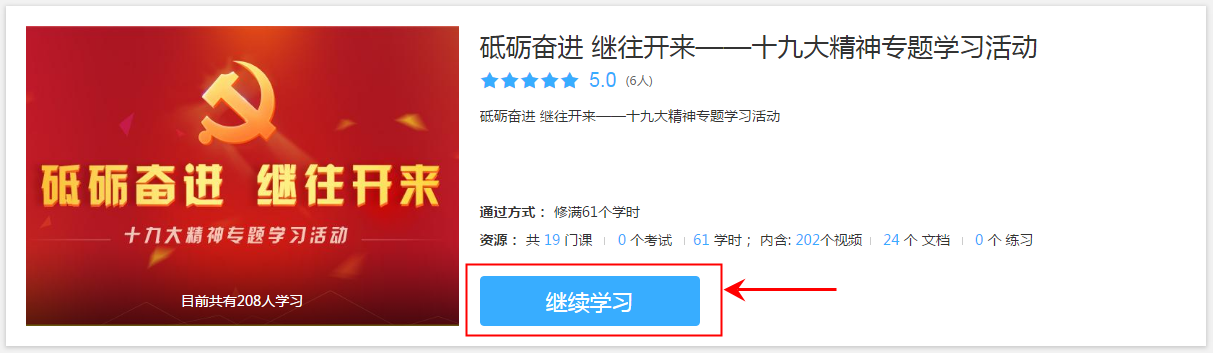 砥砺奋进 继往开来
十九大精神专题学习活动
目前共有208人学习
砥砺奋进 继往开来——十九大精神专题学习活动
5.0 (6人)
砥砺奋进 继往开来——十九大精神专题学习活动
通过方式： 修满61个学时
资源： 共 19 门课 | 0 个考试 | 61 学时； 内含: 202个视频 | 24 个 文档 | 0 个 练习
继续学习